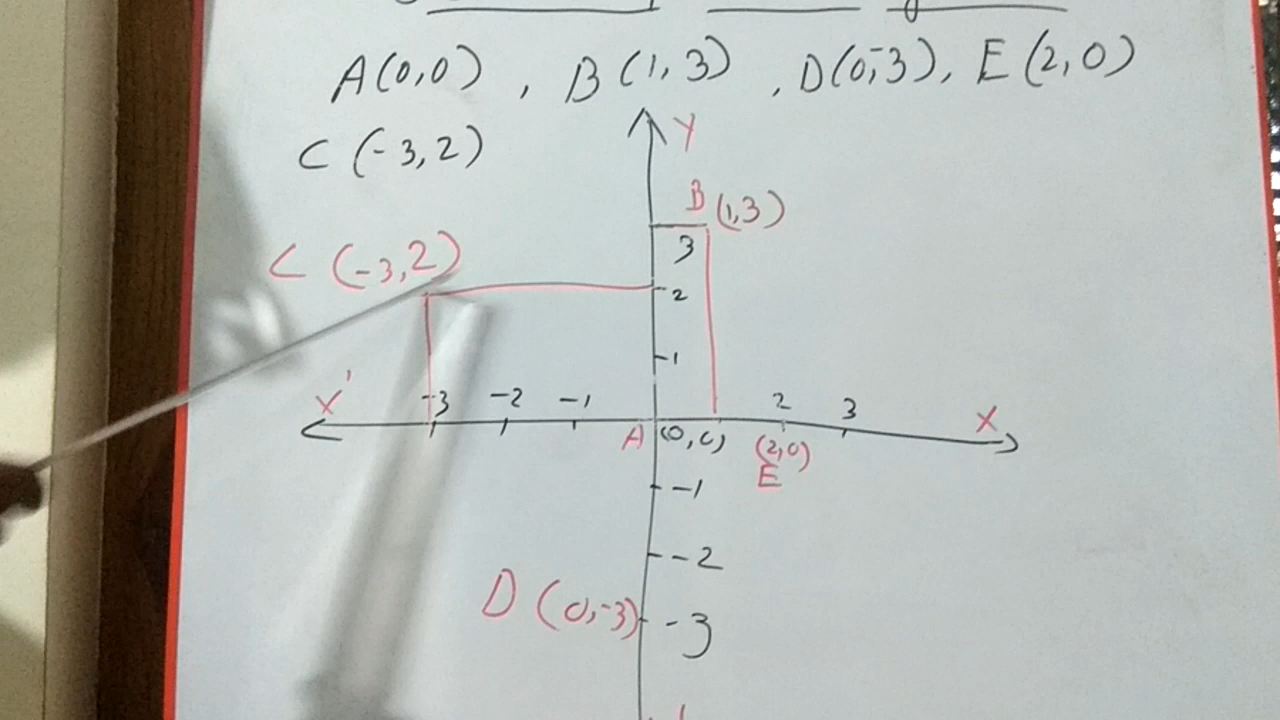 A(0,0) , B(1,3) , D(0,-3), E(2,0)
C (-3,2)
Y
B (1,3)
C (-3,2)
3
2
1
X' -3 -2 -1 2 3 X
A (0,0) (2,0)
E
-1
-2
D (0,-3) -3